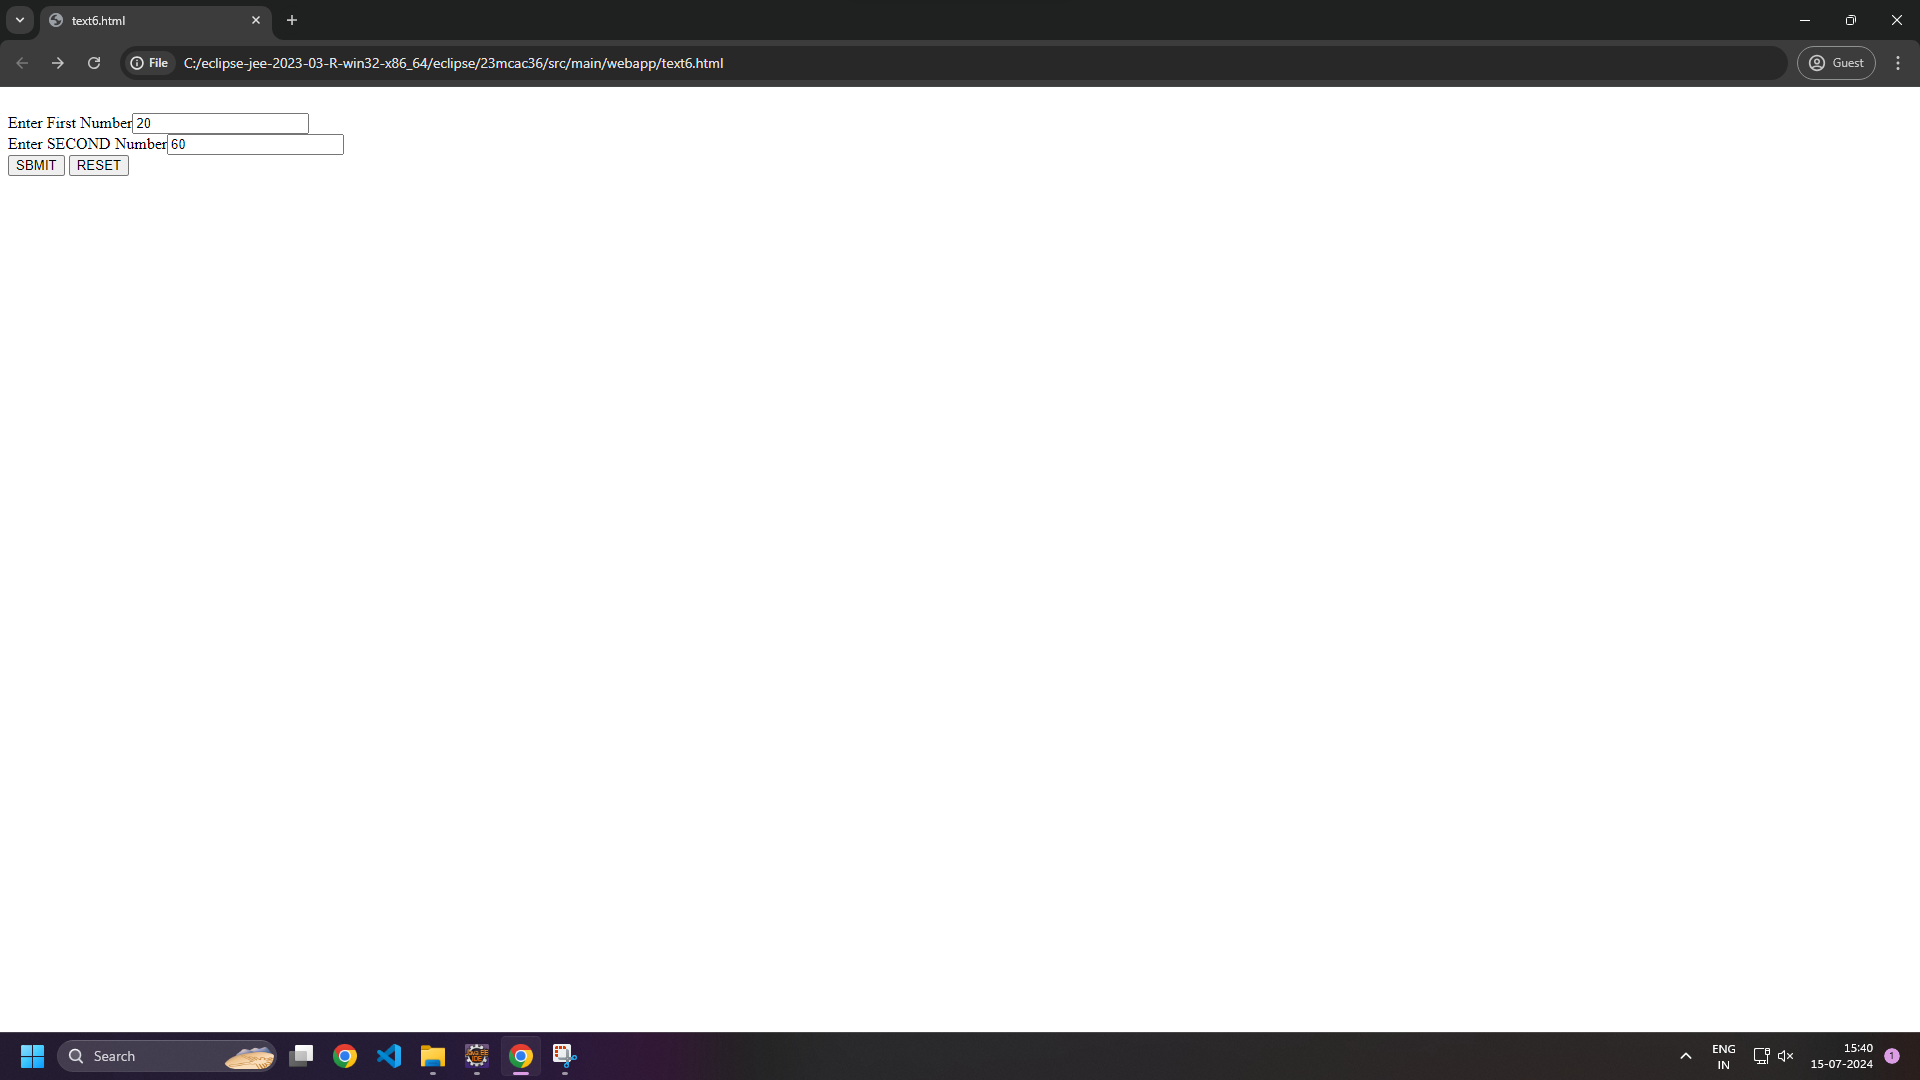 text6.html
File C:/eclipse-jee-2023-03-R-win32-x86_64/eclipse/23mcac36/src/main/webapp/text6.html Guest
Enter First Number 20
Enter SECOND Number 60
SBMIT RESET
Search
ENG
IN
15:40
15-07-2024
1